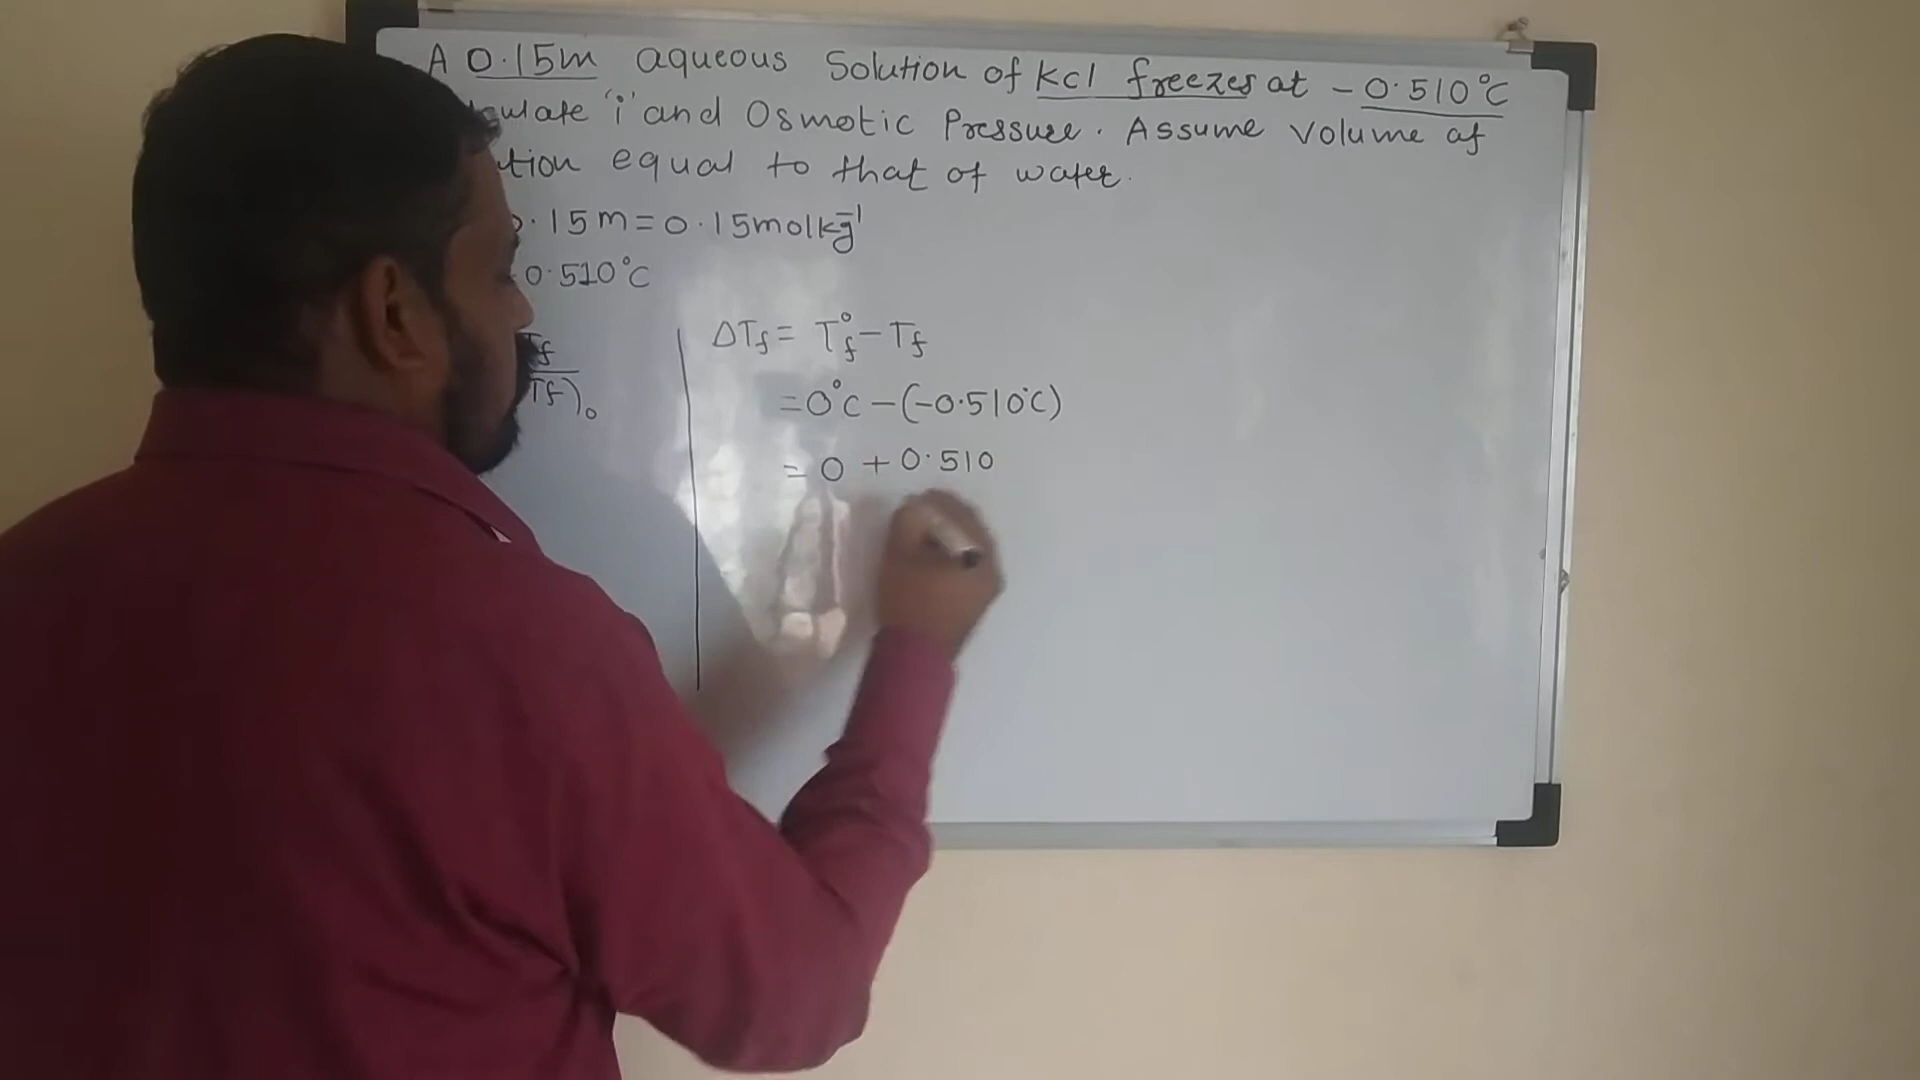 A 0.15m aqueous Solution of kcl freezes at -0.510°C
'i' and Osmotic Pressure. Assume Volume of
equal to that of water.
.15m = 0.15molkg⁻¹
0.510°C
ΔTf = T°f - Tf
= 0°C - (-0.510°C)
= 0 + 0.510